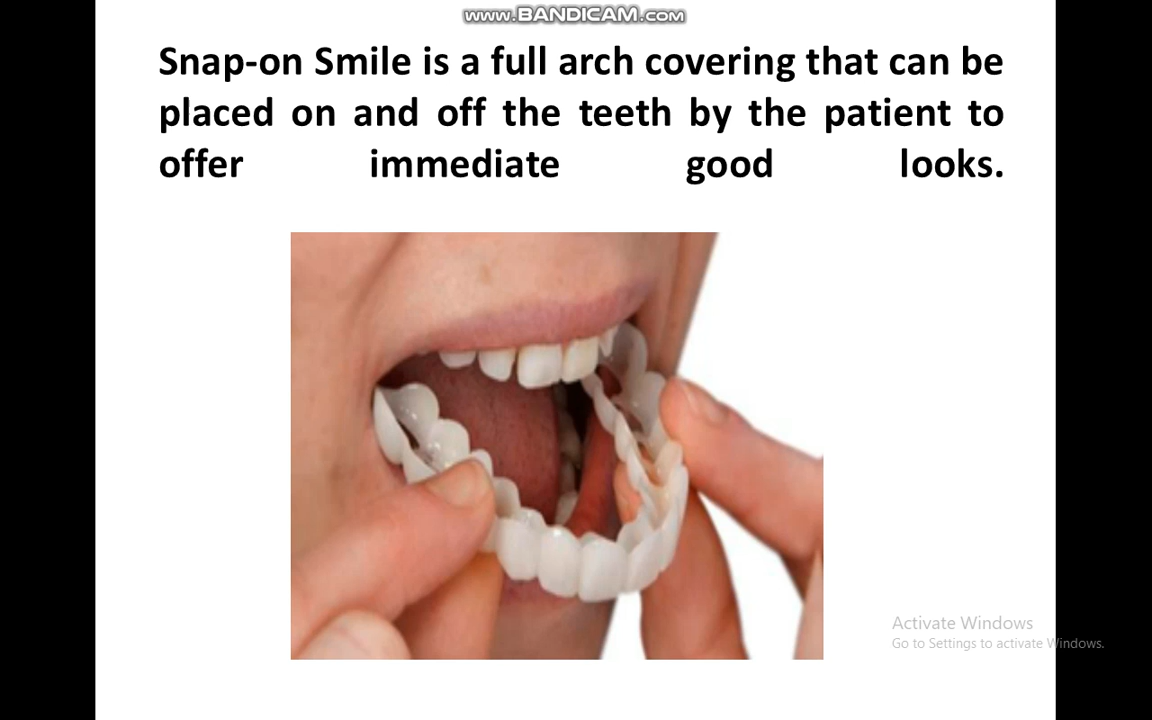 www.BANDICAM.com
Snap-on Smile is a full arch covering that can be
placed on and off the teeth by the patient to
offer immediate good looks.
Activate Windows
Go to Settings to activate Windows.